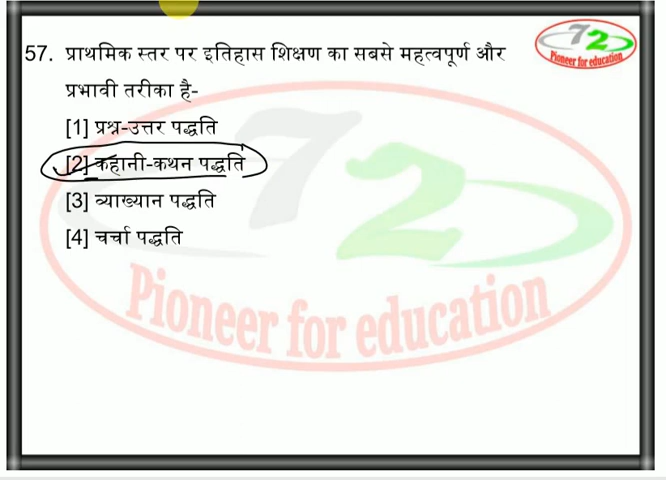 57. प्राथमिक स्तर पर इतिहास शिक्षण का सबसे महत्वपूर्ण और
प्रभावी तरीका है-
[1] प्रश्न-उत्तर पद्धति
[2] कहानी-कथन पद्धति
[3] व्याख्यान पद्धति
[4] चर्चा पद्धति
72
Pioneer for education
72
Pioneer for education